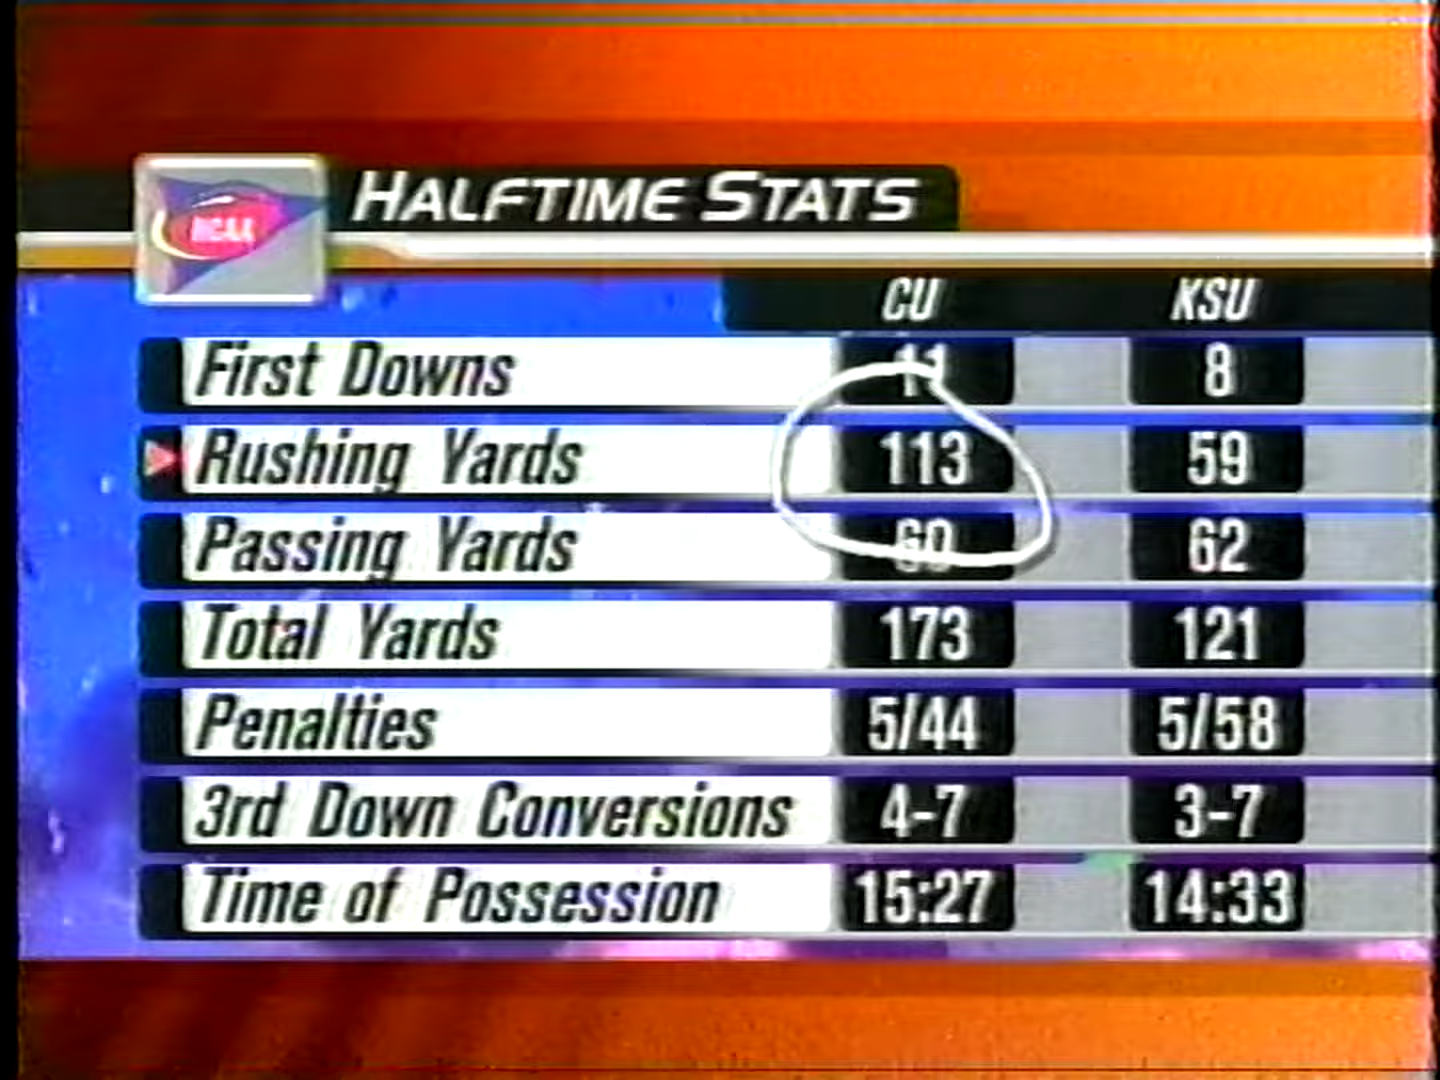 NCAA
HALFTIME STATS
CU KSU
First Downs 11 8
Rushing Yards 113 59
Passing Yards 60 62
Total Yards 173 121
Penalties 5/44 5/58
3rd Down Conversions 4-7 3-7
Time of Possession 15:27 14:33